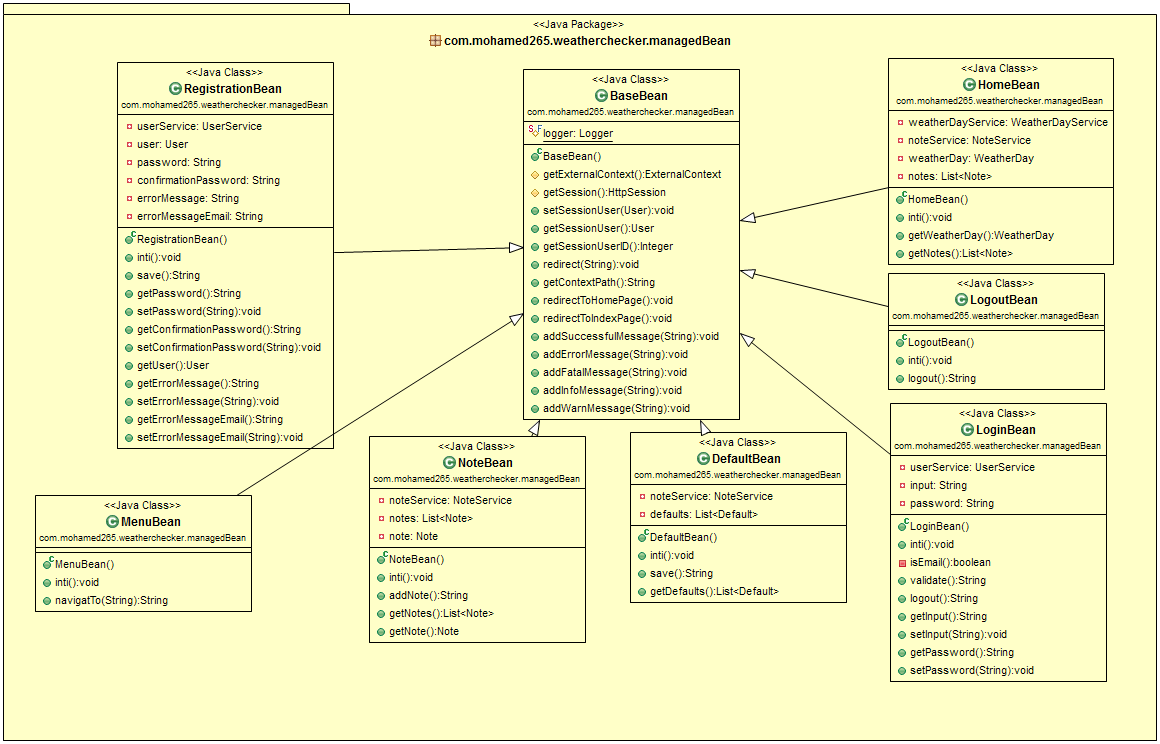 <<Java Package>>
com.mohamed265.weatherchecker.managedBean
<<Java Class>>
RegistrationBean
com.mohamed265.weatherchecker.managedBean
userService: UserService
user: User
password: String
confirmationPassword: String
errorMessage: String
errorMessageEmail: String
RegistrationBean()
inti():void
save():String
getPassword():String
setPassword(String):void
getConfirmationPassword():String
setConfirmationPassword(String):void
getUser():User
getErrorMessage():String
setErrorMessage(String):void
getErrorMessageEmail():String
setErrorMessageEmail(String):void
<<Java Class>>
BaseBean
com.mohamed265.weatherchecker.managedBean
logger: Logger
BaseBean()
getExternalContext():ExternalContext
getSession():HttpSession
setSessionUser(User):void
getSessionUser():User
getSessionUserID():Integer
redirect(String):void
getContextPath():String
redirectToHomePage():void
redirectToIndexPage():void
addSuccessfulMessage(String):void
addErrorMessage(String):void
addFatalMessage(String):void
addInfoMessage(String):void
addWarnMessage(String):void
<<Java Class>>
HomeBean
com.mohamed265.weatherchecker.managedBean
weatherDayService: WeatherDayService
noteService: NoteService
weatherDay: WeatherDay
notes: List<Note>
HomeBean()
inti():void
getWeatherDay():WeatherDay
getNotes():List<Note>
<<Java Class>>
LogoutBean
com.mohamed265.weatherchecker.managedBean
LogoutBean()
inti():void
logout():String
<<Java Class>>
LoginBean
com.mohamed265.weatherchecker.managedBean
userService: UserService
input: String
password: String
LoginBean()
inti():void
isEmail():boolean
validate():String
logout():String
getInput():String
setInput(String):void
getPassword():String
setPassword(String):void
<<Java Class>>
MenuBean
com.mohamed265.weatherchecker.managedBean
MenuBean()
inti():void
navigatTo(String):String
<<Java Class>>
NoteBean
com.mohamed265.weatherchecker.managedBean
noteService: NoteService
notes: List<Note>
note: Note
NoteBean()
inti():void
addNote():String
getNotes():List<Note>
getNote():Note
<<Java Class>>
DefaultBean
com.mohamed265.weatherchecker.managedBean
noteService: NoteService
defaults: List<Default>
DefaultBean()
inti():void
save():String
getDefaults():List<Default>